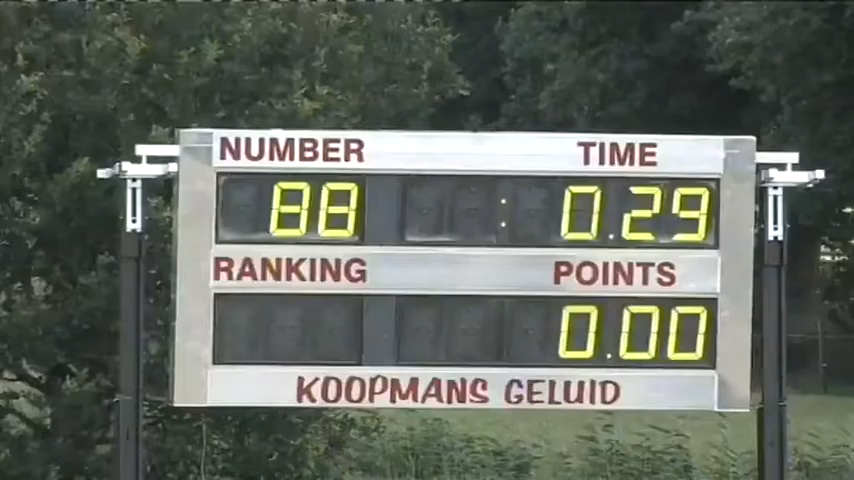 NUMBER TIME
88 : 0.29
RANKING POINTS
0.00
KOOPMANS GELUID